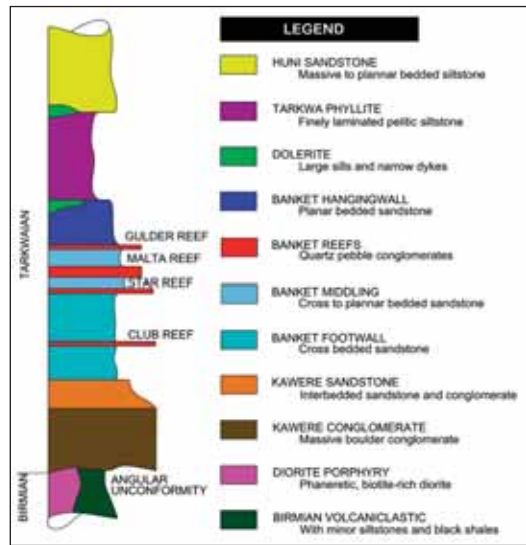 LEGEND
HUNI SANDSTONE
Massive to plannar bedded siltstone
TARKWA PHYLLITE
Finely laminated pelitic siltstone
DOLERITE
Large sills and narrow dykes
BANKET HANGINGWALL
Planar bedded sandstone
BANKET REEFS
Quartz pebble conglomerates
BANKET MIDDLING
Cross to plannar bedded sandstone
BANKET FOOTWALL
Cross bedded sandstone
KAWERE SANDSTONE
Interbedded sandstone and conglomerate
KAWERE CONGLOMERATE
Massive boulder conglomerate
DIORITE PORPHYRY
Phaneretic, biotite-rich diorite
BIRMIAN VOLCANICLASTIC
With minor siltstones and black shales
TARKWAIAN
GULDER REEF
MALTA REEF
STAR REEF
CLUB REEF
BIRMIAN
ANGULAR
UNCONFORMITY